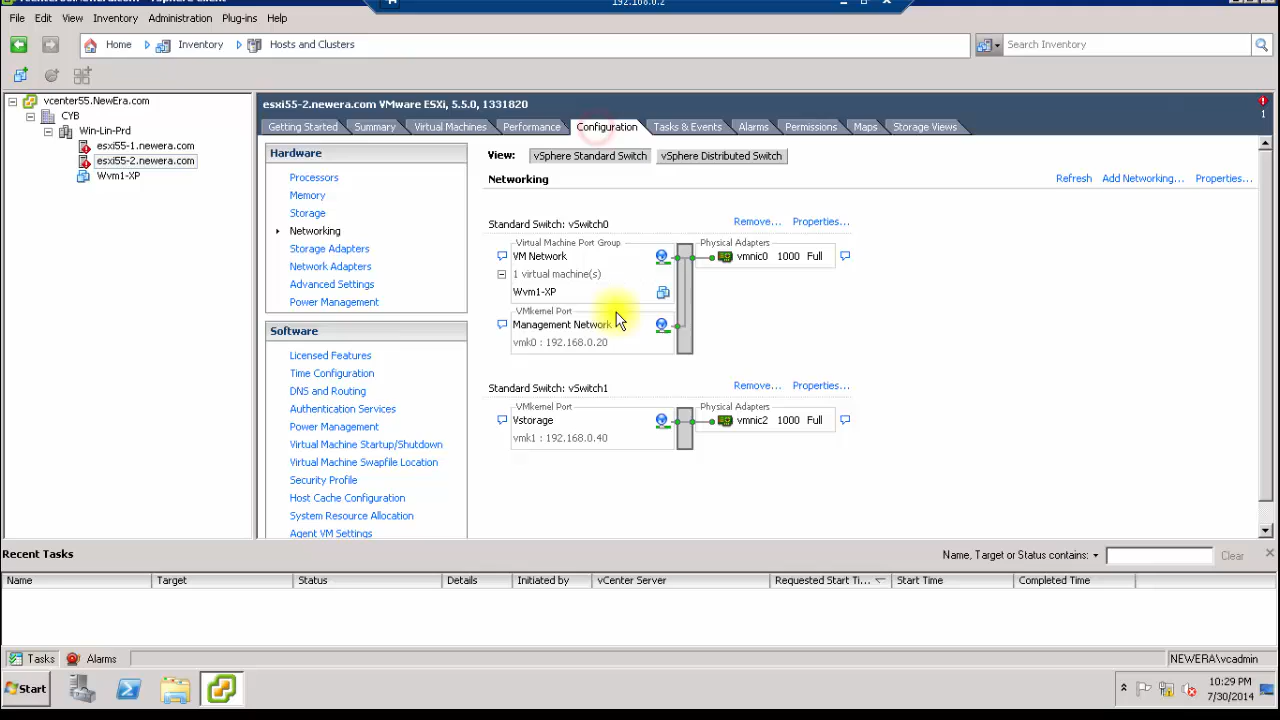 192.168.0.2
File Edit View Inventory Administration Plug-ins Help
Home Inventory Hosts and Clusters Search Inventory
vcenter55.NewEra.com
CYB
Win-Lin-Prd
esxi55-1.newera.com
esxi55-2.newera.com
Wvm1-XP
esxi55-2.newera.com VMware ESXi, 5.5.0, 1331820
1
Getting Started Summary Virtual Machines Performance Configuration Tasks & Events Alarms Permissions Maps Storage Views
Hardware
Processors
Memory
Storage
Networking
Storage Adapters
Network Adapters
Advanced Settings
Power Management
Software
Licensed Features
Time Configuration
DNS and Routing
Authentication Services
Power Management
Virtual Machine Startup/Shutdown
Virtual Machine Swapfile Location
Security Profile
Host Cache Configuration
System Resource Allocation
Agent VM Settings
View: vSphere Standard Switch vSphere Distributed Switch
Networking Refresh Add Networking... Properties...
Standard Switch: vSwitch0 Remove... Properties...
Virtual Machine Port Group Physical Adapters
VM Network vmnic0 1000 Full
1 virtual machine(s)
Wvm1-XP
VMkernel Port
Management Network
vmk0 : 192.168.0.20
Standard Switch: vSwitch1 Remove... Properties...
VMkernel Port Physical Adapters
Vstorage vmnic2 1000 Full
vmk1 : 192.168.0.40
Recent Tasks Name, Target or Status contains: Clear
Name Target Status Details Initiated by vCenter Server Requested Start Ti... Start Time Completed Time
Tasks Alarms NEWERA\vcadmin
Start 10:29 PM
7/30/2014